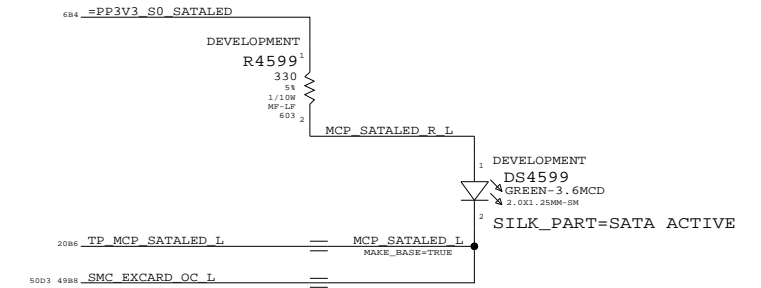 6B4 =PP3V3_S0_SATALED
DEVELOPMENT
R4599 1
330
5%
1/10W
MF-LF
603 2
MCP_SATALED_R_L
1 DEVELOPMENT
DS4599
GREEN-3.6MCD
2.0X1.25MM-SM
2 SILK_PART=SATA ACTIVE
20B6 TP_MCP_SATALED_L MCP_SATALED_L
MAKE_BASE=TRUE
50D3 49B8 SMC_EXCARD_OC_L